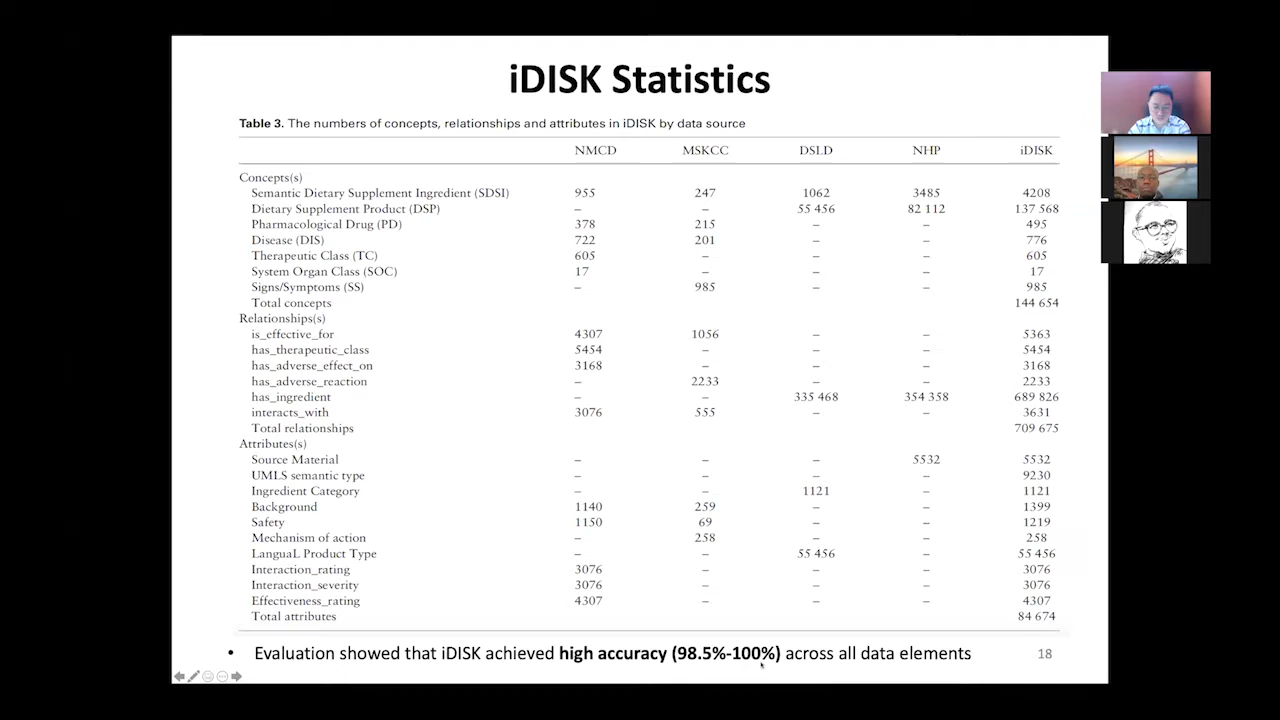 iDISK Statistics
Table 3. The numbers of concepts, relationships and attributes in iDISK by data source
NMCD MSKCC DSLD NHP iDISK
Concepts(s)
Semantic Dietary Supplement Ingredient (SDSI) 955 247 1062 3485 4208
Dietary Supplement Product (DSP) – – 55 456 82 112 137 568
Pharmacological Drug (PD) 378 215 – – 495
Disease (DIS) 722 201 – – 776
Therapeutic Class (TC) 605 – – – 605
System Organ Class (SOC) 17 – – – 17
Signs/Symptoms (SS) – 985 – – 985
Total concepts 144 654
Relationships(s)
is_effective_for 4307 1056 – – 5363
has_therapeutic_class 5454 – – – 5454
has_adverse_effect_on 3168 – – – 3168
has_adverse_reaction – 2233 – – 2233
has_ingredient – – 335 468 354 358 689 826
interacts_with 3076 555 – – 3631
Total relationships 709 675
Attributes(s)
Source Material – – – 5532 5532
UMLS semantic type – – – – 9230
Ingredient Category – – 1121 – 1121
Background 1140 259 – – 1399
Safety 1150 69 – – 1219
Mechanism of action – 258 – – 258
LanguaL Product Type – – 55 456 – 55 456
Interaction_rating 3076 – – – 3076
Interaction_severity 3076 – – – 3076
Effectiveness_rating 4307 – – – 4307
Total attributes 84 674
• Evaluation showed that iDISK achieved high accuracy (98.5%-100%) across all data elements
18